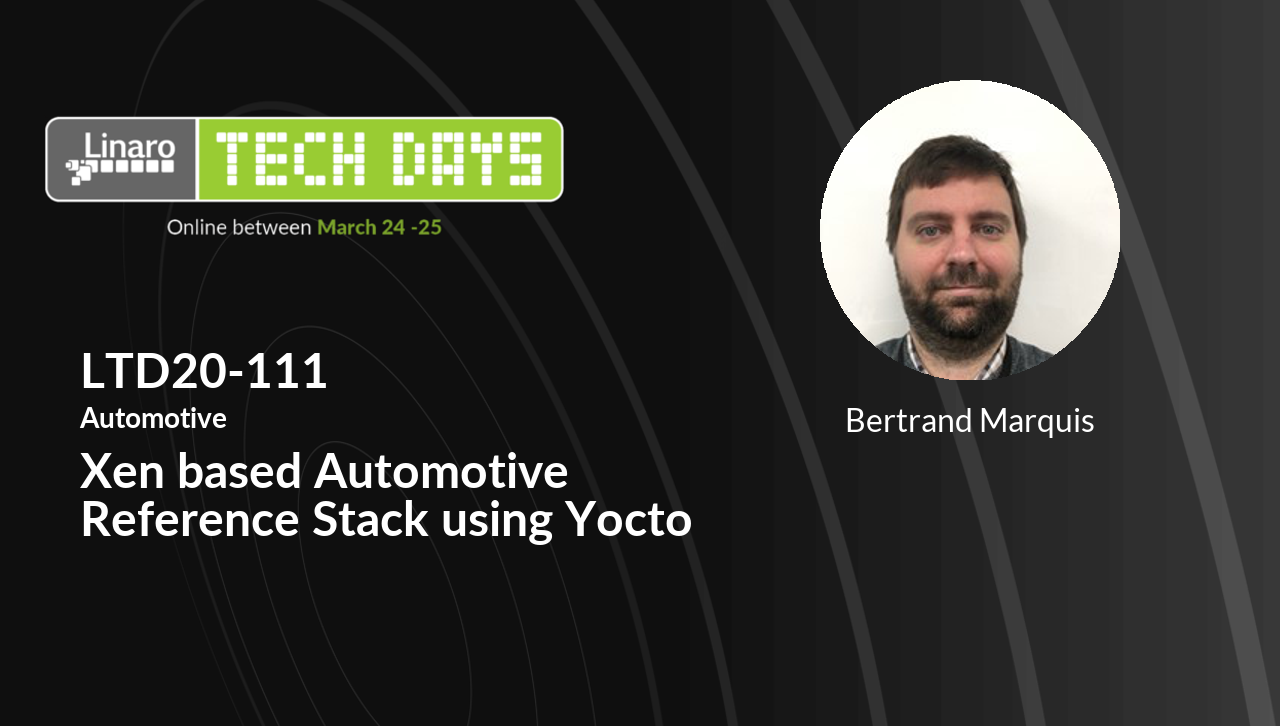 Linaro TECH DAYS
Online between March 24 -25
LTD20-111
Automotive
Xen based Automotive
Reference Stack using Yocto
Bertrand Marquis